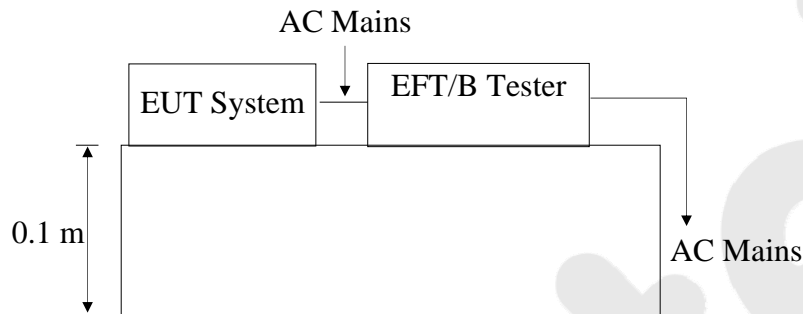 AC Mains
EUT System
EFT/B Tester
0.1 m
AC Mains